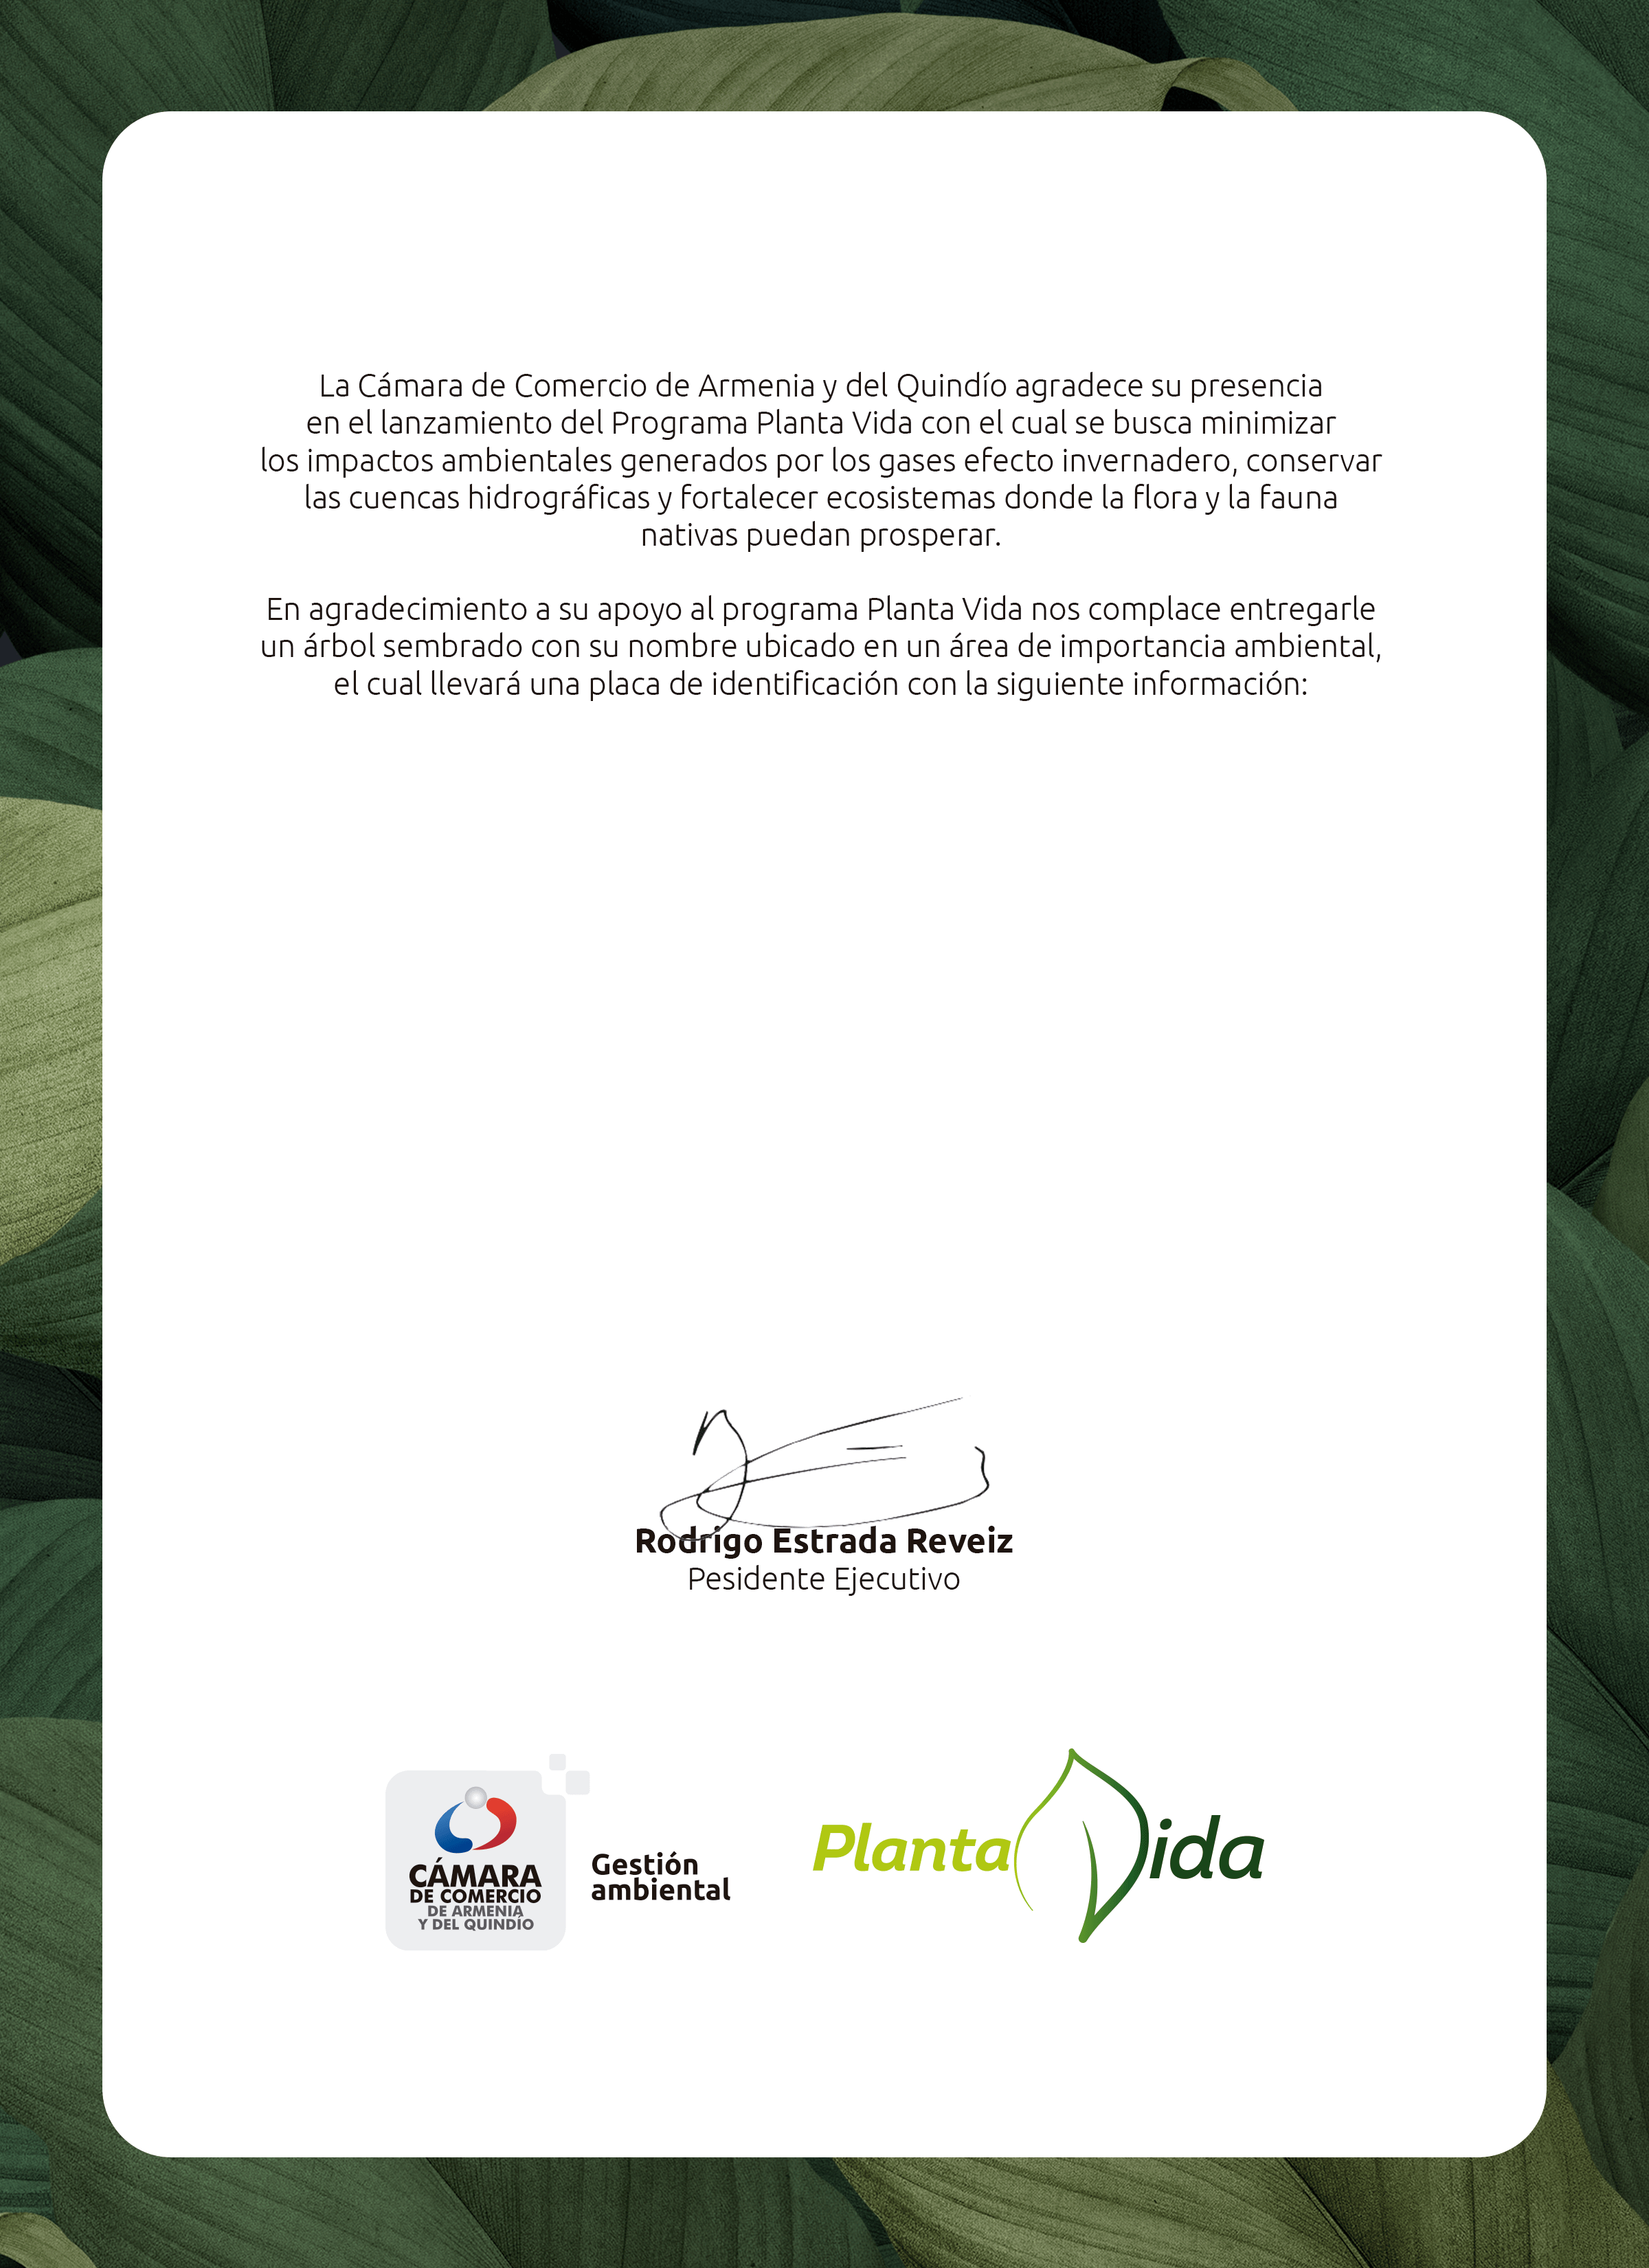 La Cámara de Comercio de Armenia y del Quindío agradece su presencia
en el lanzamiento del Programa Planta Vida con el cual se busca minimizar
los impactos ambientales generados por los gases efecto invernadero, conservar
las cuencas hidrográficas y fortalecer ecosistemas donde la flora y la fauna
nativas puedan prosperar.
En agradecimiento a su apoyo al programa Planta Vida nos complace entregarle
un árbol sembrado con su nombre ubicado en un área de importancia ambiental,
el cual llevará una placa de identificación con la siguiente información:
Rodrigo Estrada Reveiz
Pesidente Ejecutivo
CÁMARA
DE COMERCIO
DE ARMENIA
Y DEL QUINDÍO
Gestión
ambiental
Planta Vida